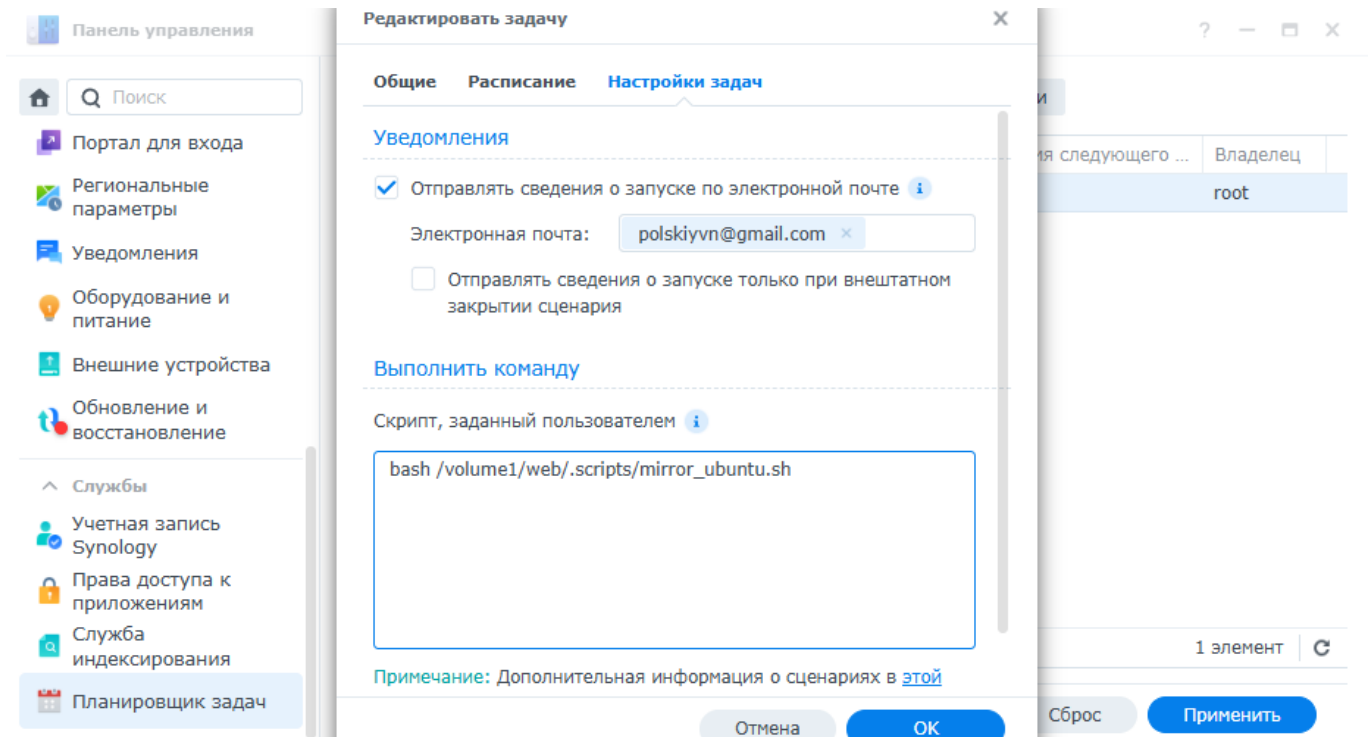 Панель управления
Поиск
Портал для входа
Региональные
параметры
Уведомления
Оборудование и
питание
Внешние устройства
Обновление и
восстановление
Службы
Учетная запись
Synology
Права доступа к
приложениям
Служба
индексирования
Планировщик задач
Редактировать задачу
Общие Расписание Настройки задач
Уведомления
Отправлять сведения о запуске по электронной почте
Электронная почта: polskiyvn@gmail.com
Отправлять сведения о запуске только при внештатном
закрытии сценария
Выполнить команду
Скрипт, заданный пользователем
bash /volume1/web/.scripts/mirror_ubuntu.sh
Примечание: Дополнительная информация о сценариях в этой
Отмена OK
следующего ... Владелец
root
1 элемент
Сброс Применить